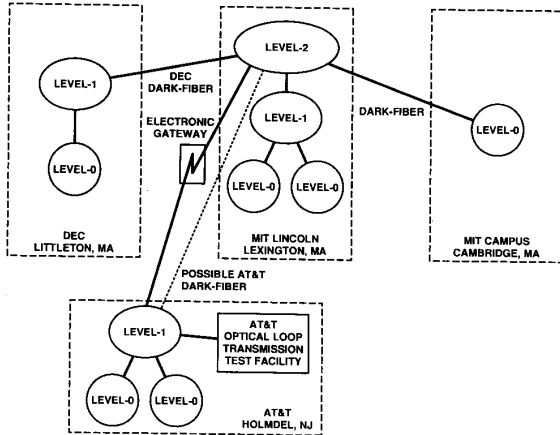 LEVEL-2
LEVEL-1
DEC
DARK-FIBER
LEVEL-1
DARK-FIBER
LEVEL-0
ELECTRONIC
GATEWAY
LEVEL-0
LEVEL-0
LEVEL-0
DEC
LITTLETON, MA
MIT LINCOLN
LEXINGTON, MA
MIT CAMPUS
CAMBRIDGE, MA
POSSIBLE AT&T
DARK-FIBER
LEVEL-1
AT&T
OPTICAL LOOP
TRANSMISSION
TEST FACILITY
LEVEL-0
LEVEL-0
AT&T
HOLMDEL, NJ